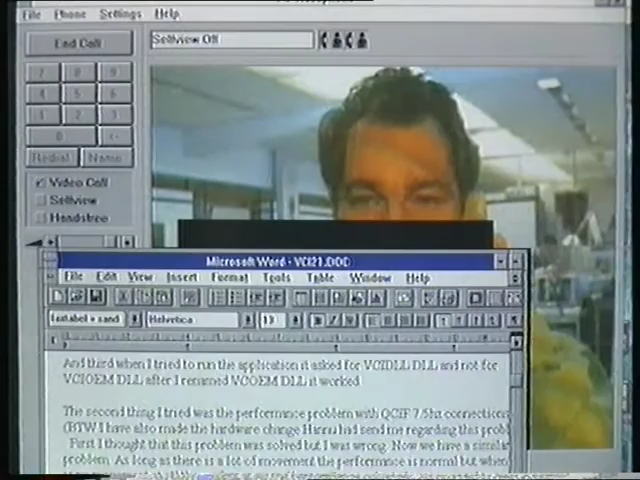 File Phone Settings Help
End Call
Selfview Off
7 8 9
4 5 6
1 2 3
0
Redial Name
Video Call
Selfview
Handsfree
Microsoft Word - VCI21.DOC
File Edit View Insert Format Tools Table Window Help
Helvetica
And third when I tried to run the application it asked for VCIDLL DLL and not for
VCIOEM DLL after I renamed VCOEM DLL it worked
The second thing I tried was the performance problem with QCIF 7.5hz connections
(BTW I have also made the hardware change Hannu had send me regarding this probl
First I thought that this problem was solved but I was wrong. Now we have a similar
problem. As long as there is a lot of movement the performance is normal but when